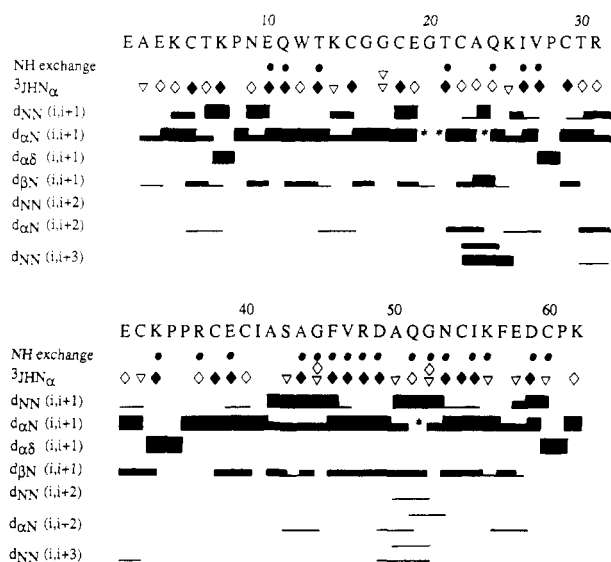 10 20 30
E A E K C T K P N E Q W T K C G G C E G T C A Q K I V P C T R
NH exchange
3JHNα
dNN (i,i+1)
dαN (i,i+1)
dαδ (i,i+1)
dβN (i,i+1)
dNN (i,i+2)
dαN (i,i+2)
dNN (i,i+3)
40 50 60
E C K P P R C E C I A S A G F V R D A Q G N C I K F E D C P K
NH exchange
3JHNα
dNN (i,i+1)
dαN (i,i+1)
dαδ (i,i+1)
dβN (i,i+1)
dNN (i,i+2)
dαN (i,i+2)
dNN (i,i+3)